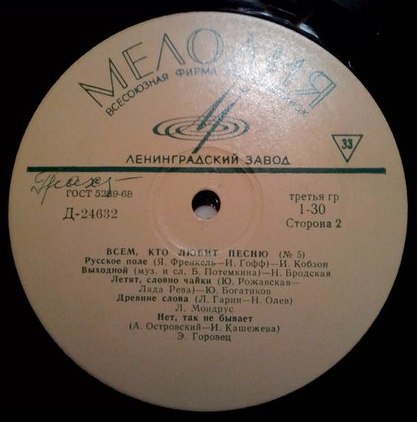 МЕЛОДИЯ
ВСЕСОЮЗНАЯ ФИРМА
ЛЕНИНГРАДСКИЙ ЗАВОД
33
ГОСТ 5289-68
третья гр
Д-24632
1-30
Сторона 2
ВСЕМ, КТО ЛЮБИТ ПЕСНЮ (№ 5)
Русское поле (Я. Френкель—И. Гофф)—И. Кобзон
Выходной (муз. и сл. Б. Потемкина)—Н. Бродская
Летят, словно чайки (Ю. Рожавская—
Лада Рева)—Ю. Богатиков
Древние слова (Л. Гарин—Н. Олев)
Л. Мондрус
Нет, так не бывает
(А. Островский—И. Кашежева)
Э. Горовец